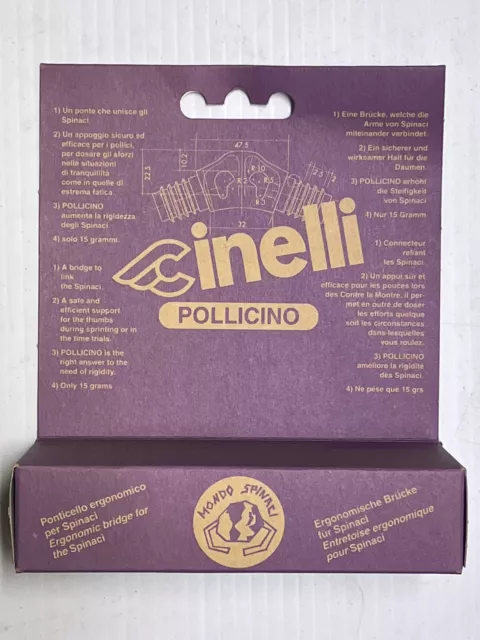 1) Un ponte che unisce gli
Spinaci.
2) Un appoggio sicuro ed
efficace per i pollici,
per dosare gli sforzi
nelle situazioni
di tranquillità
come in quelle di
estrema fatica.
3) POLLICINO
aumenta la rigidezza
degli Spinaci.
4) solo 15 grammi.
1) A bridge to
link
the Spinaci.
2) A safe and
efficient support
for the thumbs
during sprinting or in
the time trials.
3) POLLICINO is the
right answer to the
need of rigidity.
4) Only 15 grams
47.5
10.2
22.5
R 10
2.5
32
Cinelli
POLLICINO
1) Eine Brücke, welche die
Arme von Spinaci
miteinander verbindet.
2) Ein sicherer und
wirksamer Halt für die
Daumen.
3) POLLICINO erhöht
die Steifigkeit
von Spinaci.
4) Nur 15 Gramm
1) Connecteur
reliant
les Spinaci.
2) Un appui sûr et
efficace pour les pouces lors
des Contre la Montre, il per-
met en outre de doser
les efforts quelque
soit les circonstances
dans-lesquelles
vous roulez.
3) POLLICINO
améliore la rigidité
des Spinaci.
4) Ne pèse que 15 grs
Ponticello ergonomico
per Spinaci
Ergonomic bridge for
the Spinaci
MONDO SPINACI
Ergonomische Brücke
für Spinaci
Entretoise ergonomique
pour Spinaci